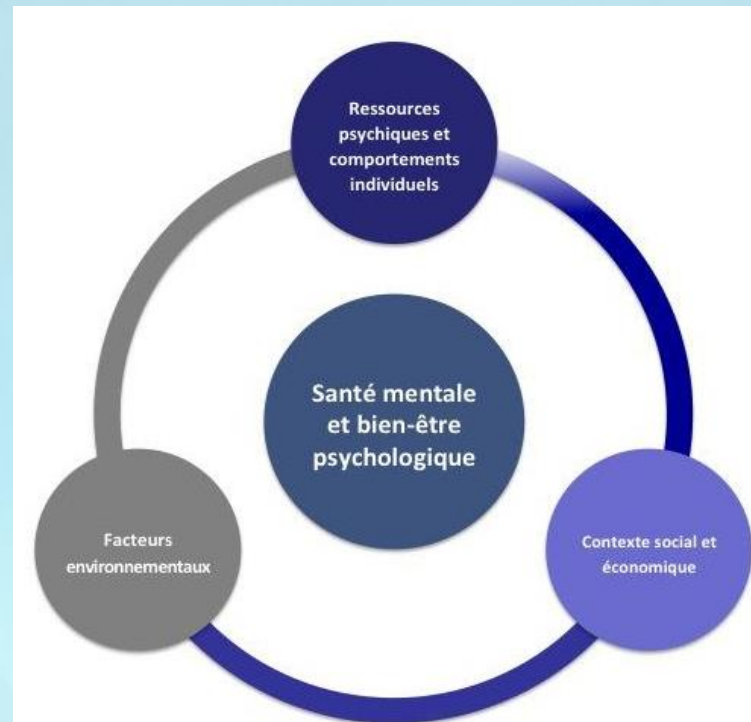 Ressources
psychiques et
comportements
individuels
Santé mentale
et bien-être
psychologique
Facteurs
environnementaux
Contexte social et
économique